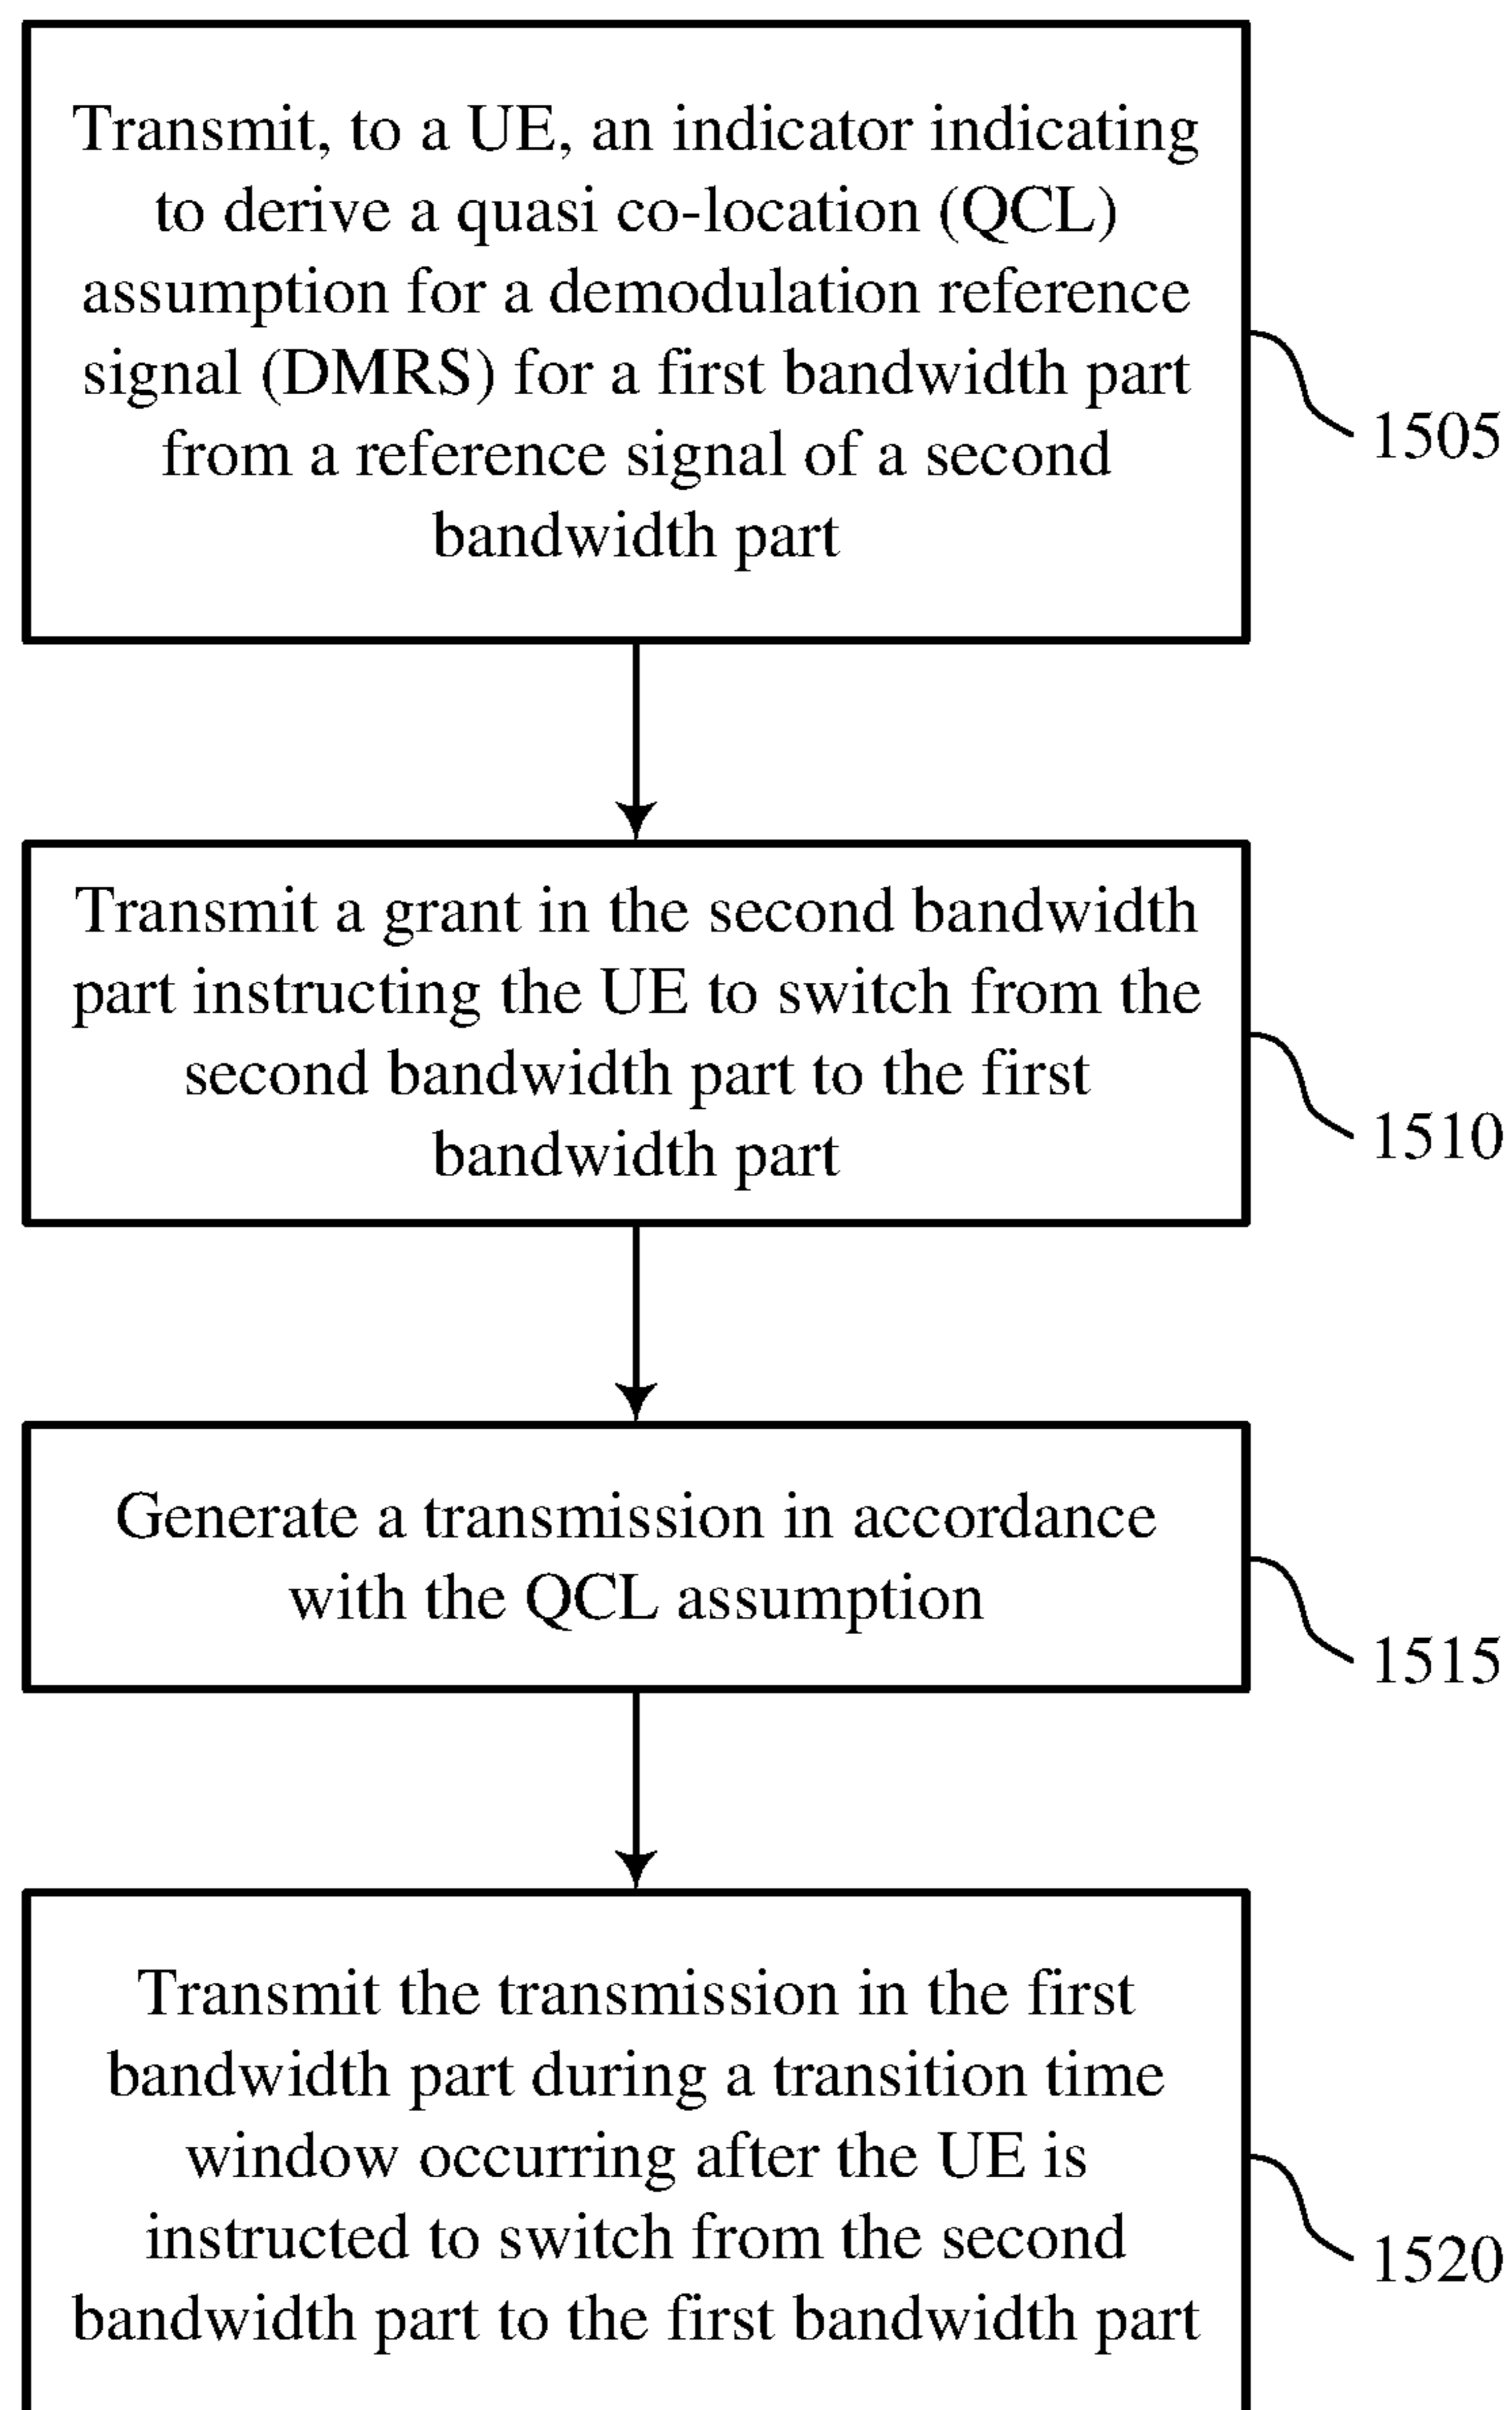 Transmit, to a UE, an indicator indicating
to derive a quasi co-location (QCL)
assumption for a demodulation reference
signal (DMRS) for a first bandwidth part
from a reference signal of a second
bandwidth part
1505
Transmit a grant in the second bandwidth
part instructing the UE to switch from the
second bandwidth part to the first
bandwidth part
1510
Generate a transmission in accordance
with the QCL assumption
1515
Transmit the transmission in the first
bandwidth part during a transition time
window occurring after the UE is
instructed to switch from the second
bandwidth part to the first bandwidth part
1520